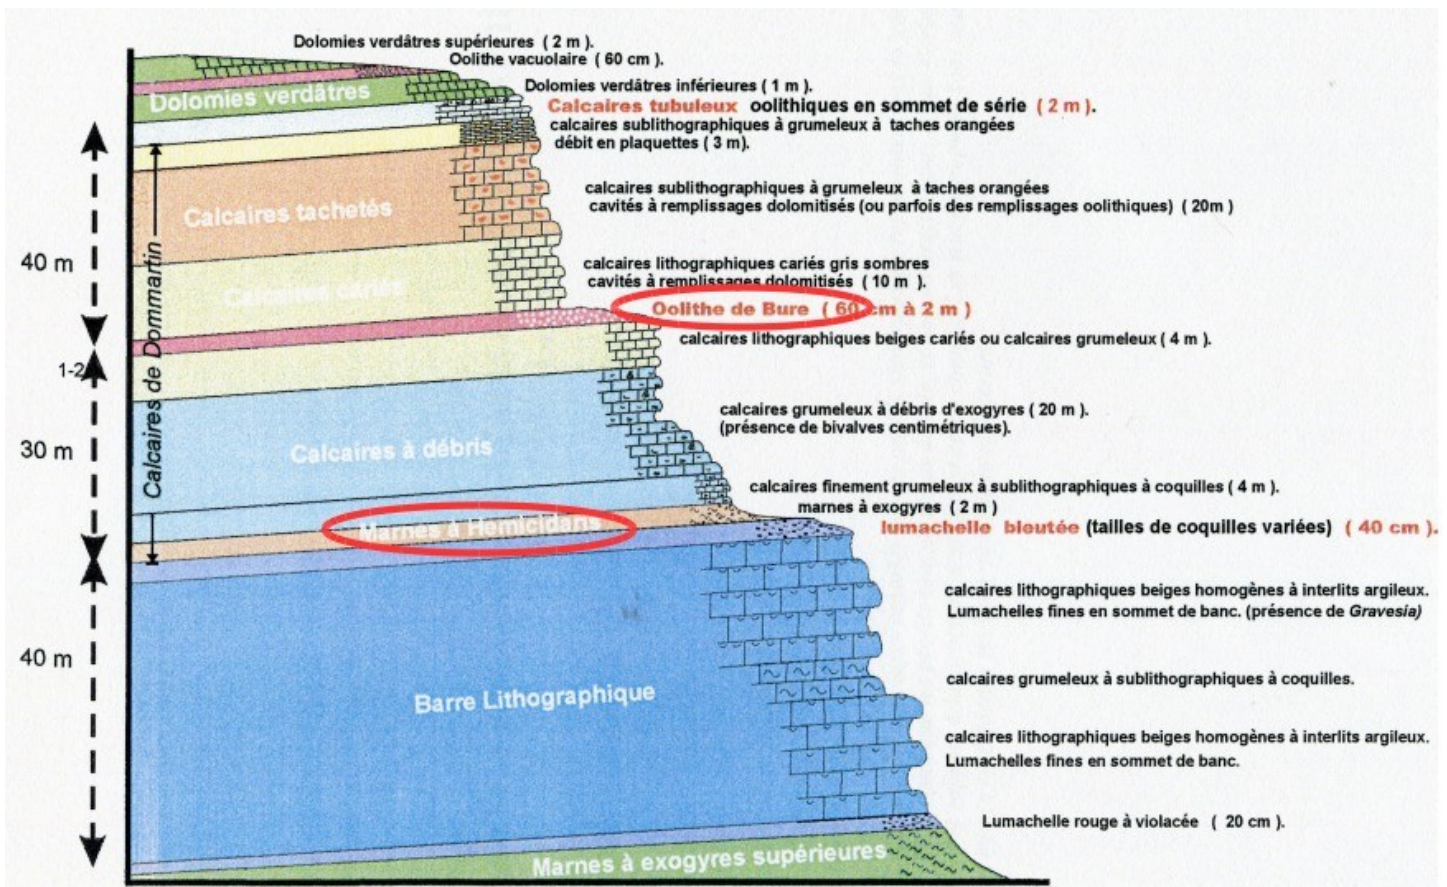 Dolomies verdâtres supérieures ( 2 m ).
Oolithe vacuolaire ( 60 cm ).
Dolomies verdâtres inférieures ( 1 m ).
Dolomies verdâtres
Calcaires tubuleux oolithiques en sommet de série ( 2 m ).
calcaires sublithographiques à grumeleux à taches orangées
débit en plaquettes ( 3 m).
calcaires sublithographiques à grumeleux à taches orangées
cavités à remplissages dolomitisés (ou parfois des remplissages oolithiques) ( 20m )
Calcaires tachetés
40 m
calcaires lithographiques cariés gris sombres
cavités à remplissages dolomitisés ( 10 m ).
Calcaires cariés
Oolithe de Bure ( 60 cm à 2 m )
calcaires lithographiques beiges cariés ou calcaires grumeleux ( 4 m ).
1-2
Calcaires de Dommartin
calcaires grumeleux à débris d'exogyres ( 20 m ).
(présence de bivalves centimétriques).
30 m
Calcaires à débris
calcaires finement grumeleux à sublithographiques à coquilles ( 4 m ).
marnes à exogyres ( 2 m )
Marnes à Hemicidaris
lumachelle bleutée (tailles de coquilles variées) ( 40 cm ).
calcaires lithographiques beiges homogènes à interlits argileux.
Lumachelles fines en sommet de banc. (présence de Gravesia)
40 m
calcaires grumeleux à sublithographiques à coquilles.
Barre Lithographique
calcaires lithographiques beiges homogènes à interlits argileux.
Lumachelles fines en sommet de banc.
Lumachelle rouge à violacée ( 20 cm ).
Marnes à exogyres supérieures